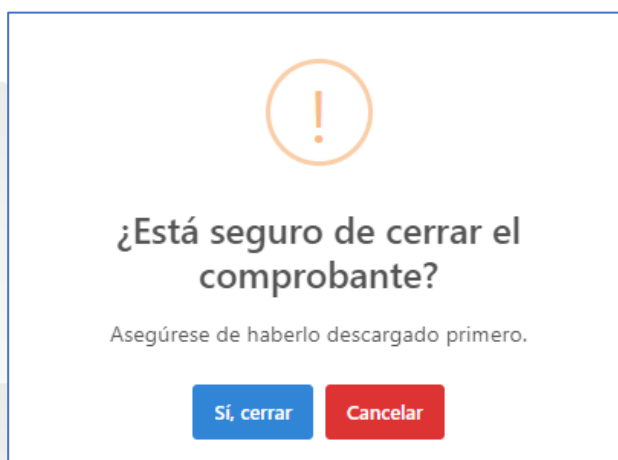 !
¿Está seguro de cerrar el
comprobante?
Asegúrese de haberlo descargado primero.
Sí, cerrar
Cancelar